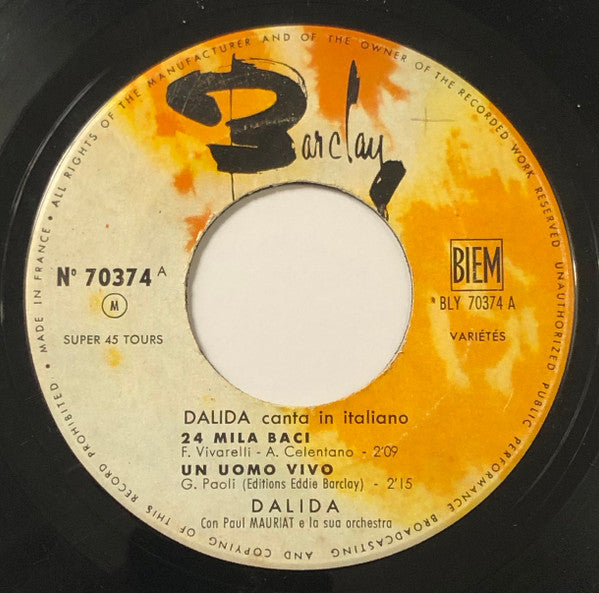 Barclay
ALL RIGHTS OF THE MANUFACTURER AND OF THE OWNER OF THE RECORDED WORK RESERVED UNAUTHORIZED PUBLIC PERFORMANCE BROADCASTING AND COPYING OF THIS RECORD PROHIBITED • MADE IN FRANCE •
N° 70374 A
M
SUPER 45 TOURS
BIEM
* BLY 70374 A
VARIÉTÉS
DALIDA canta in italiano
24 MILA BACI
F. Vivarelli - A. Celentano - 2'09
UN UOMO VIVO
G. Paoli (Editions Eddie Barclay) - 2'15
DALIDA
Con Paul MAURIAT e la sua orchestra